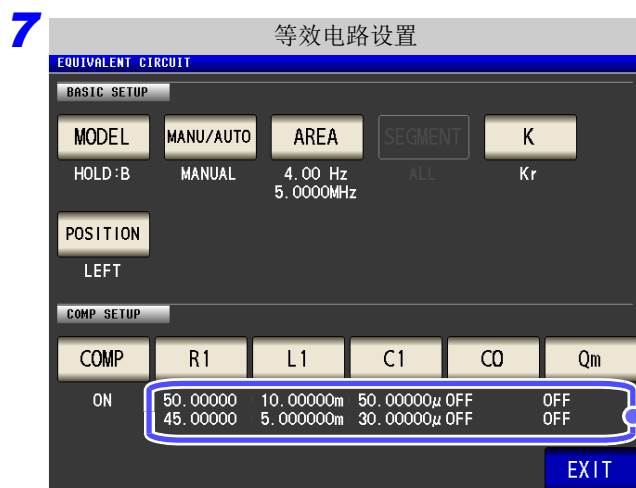 7
等效电路设置
EQUIVALENT CIRCUIT
BASIC SETUP
MODEL MANU/AUTO AREA SEGMENT K
HOLD:B MANUAL 4.00 Hz ALL Kr
5.0000MHz
POSITION
LEFT
COMP SETUP
COMP R1 L1 C1 C0 Qm
ON 50.00000 10.00000m 50.00000μ OFF OFF
45.00000 5.000000m 30.00000μ OFF OFF
EXIT